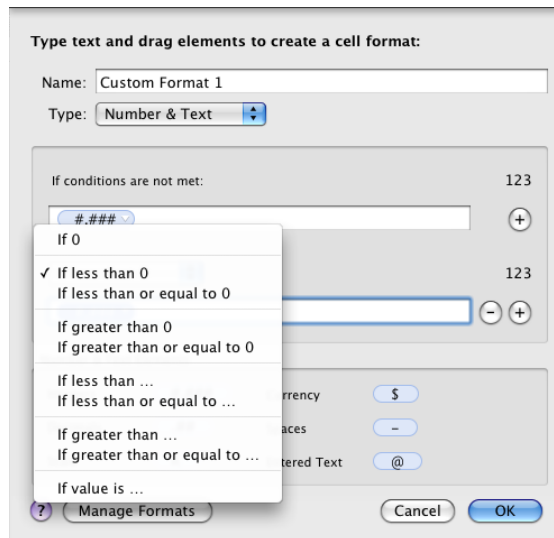 Type text and drag elements to create a cell format:
Name: Custom Format 1
Type: Number & Text
If conditions are not met: 123
#,###
If 0
✓ If less than 0 123
If less than or equal to 0
If greater than 0
If greater than or equal to 0
If less than ...
rrency $
If less than or equal to ...
aces –
If greater than ...
If greater than or equal to ...
tered Text @
If value is ...
? Manage Formats Cancel OK